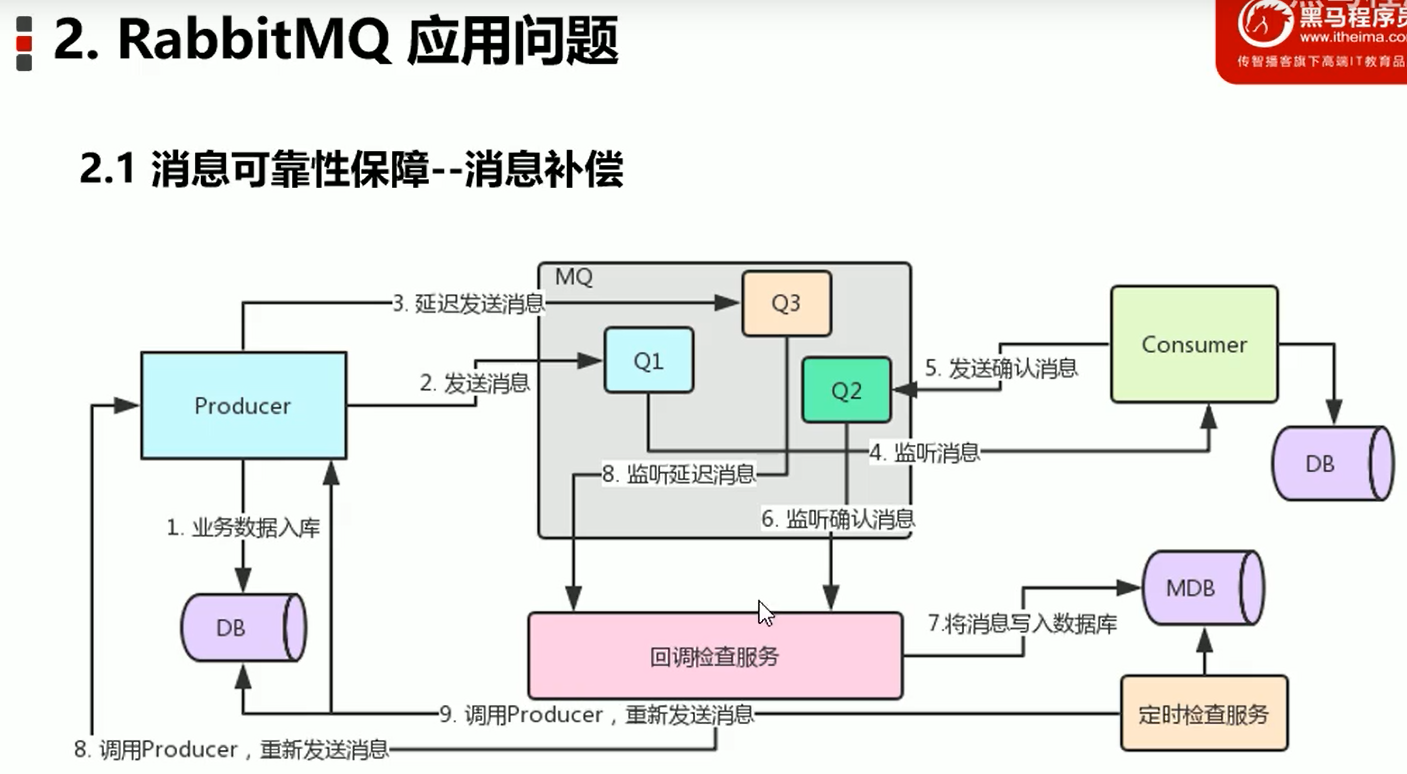 2. RabbitMQ 应用问题
黑马程序员
www.itheima.com
传智播客旗下高端IT教育品
2.1 消息可靠性保障--消息补偿
MQ
3. 延迟发送消息
Q3
Q1
2. 发送消息
Q2
5. 发送确认消息
Consumer
Producer
4. 监听消息
8. 监听延迟消息
DB
6. 监听确认消息
1. 业务数据入库
MDB
7.将消息写入数据库
DB
回调检查服务
9. 调用Producer，重新发送消息
定时检查服务
8. 调用Producer，重新发送消息